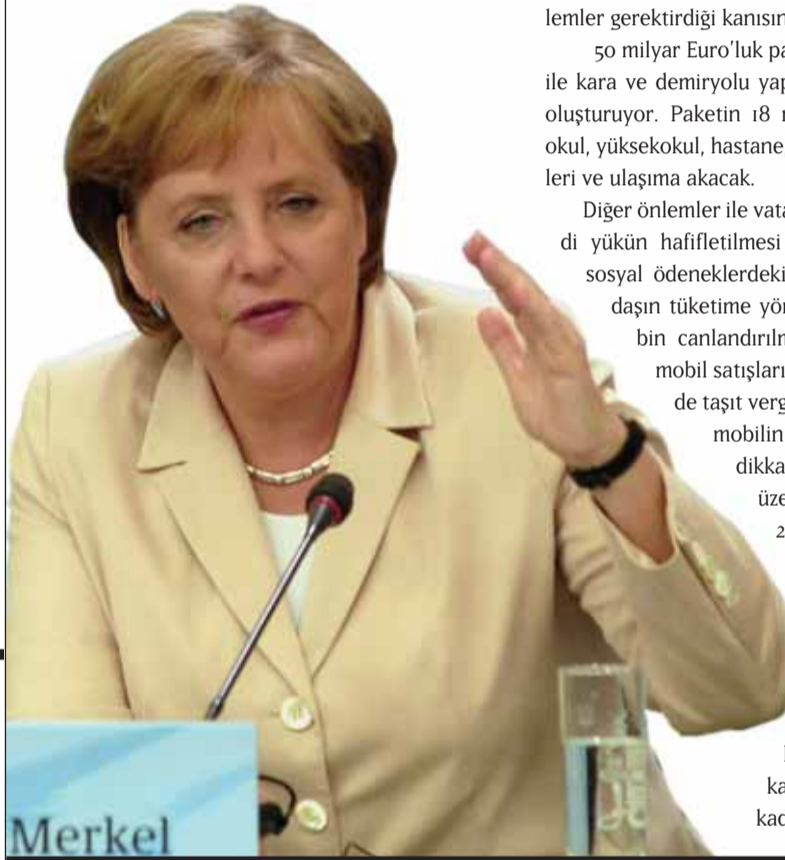 lemler gerektirdiği kanısın
50 milyar Euro’luk pa
ile kara ve demiryolu yap
oluşturuyor. Paketin 18
okul, yüksekokul, hastane,
leri ve ulaşıma akacak.
Diğer önlemler ile vata
di yükün hafifletilmesi
sosyal ödeneklerdeki
daşın tüketime yön
bin canlandırılm
mobil satışları
de taşıt verg
mobilin
dikka
üze
2
ka
kad
Merkel